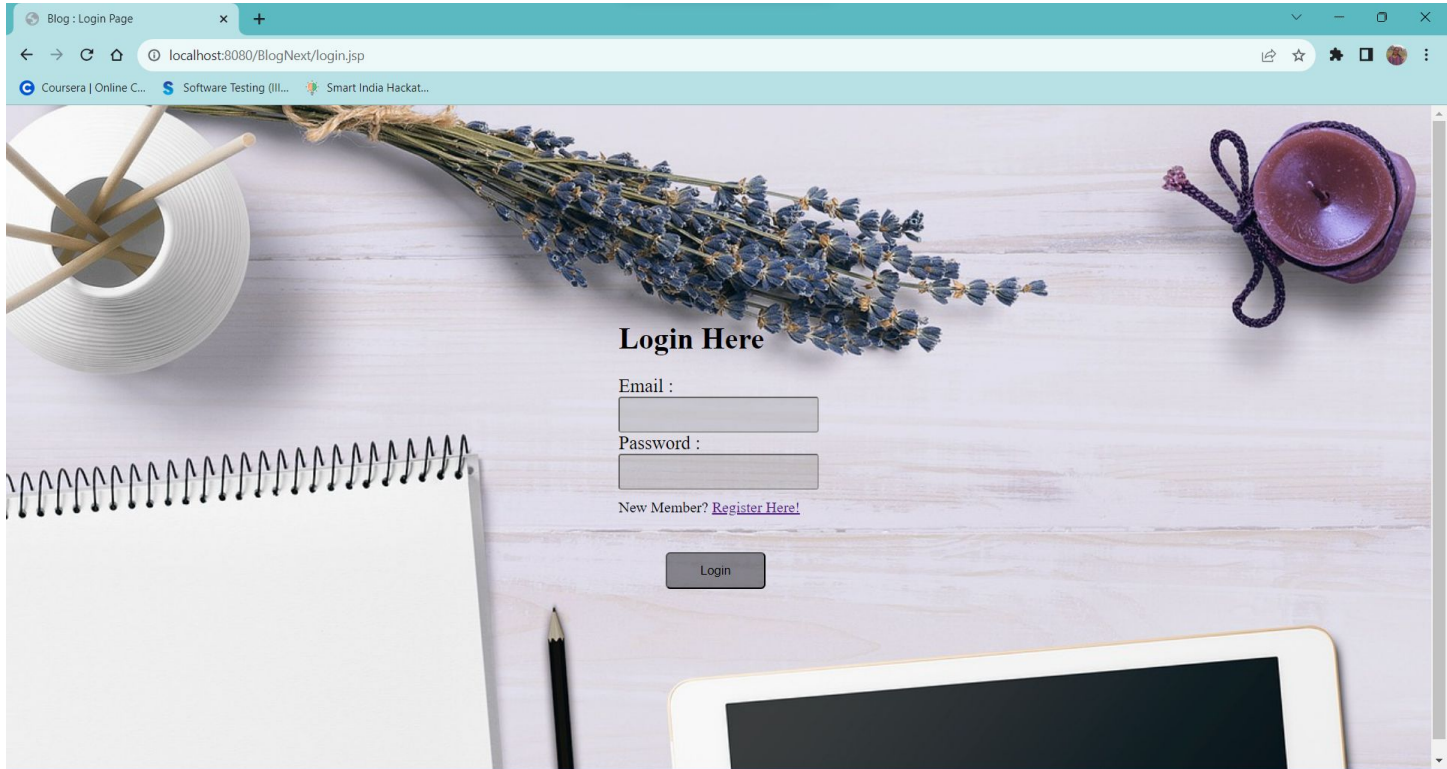 Blog : Login Page
localhost:8080/BlogNext/login.jsp
Coursera | Online C... Software Testing (III... Smart India Hackat...
Login Here
Email :
Password :
New Member? Register Here!
Login